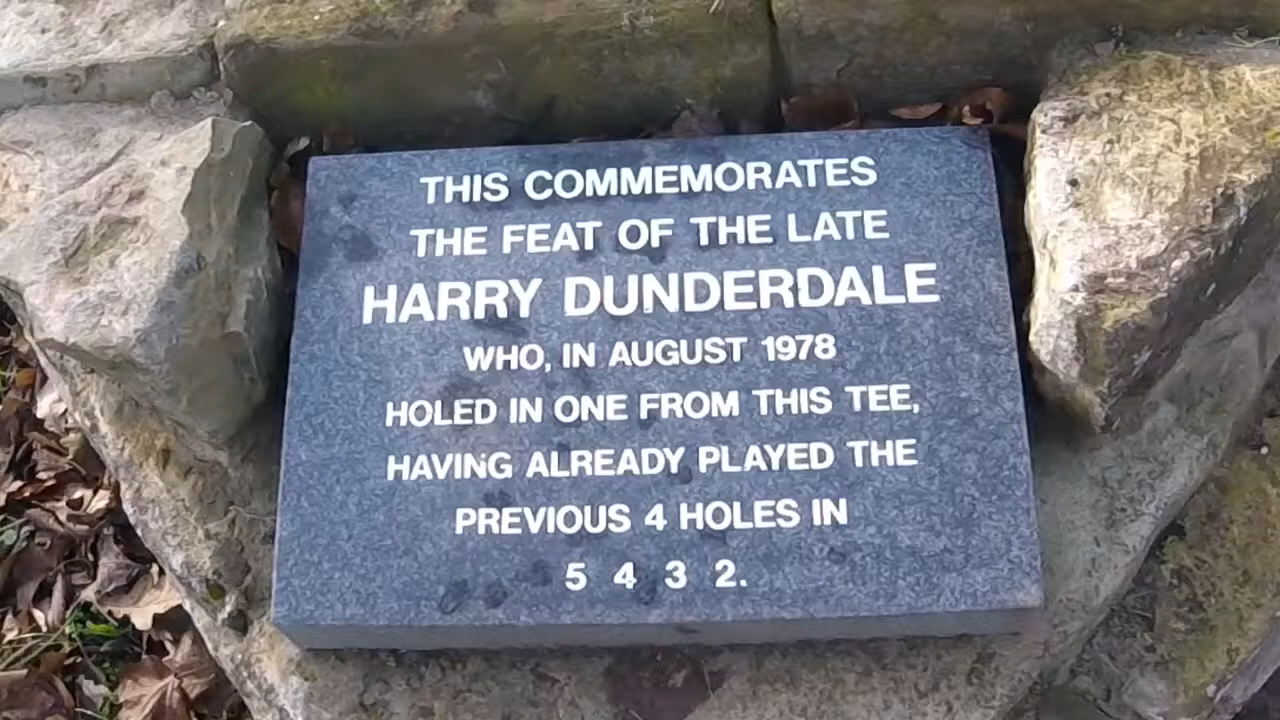 THIS COMMEMORATES
THE FEAT OF THE LATE
HARRY DUNDERDALE
WHO, IN AUGUST 1978
HOLED IN ONE FROM THIS TEE,
HAVING ALREADY PLAYED THE
PREVIOUS 4 HOLES IN
5 4 3 2.